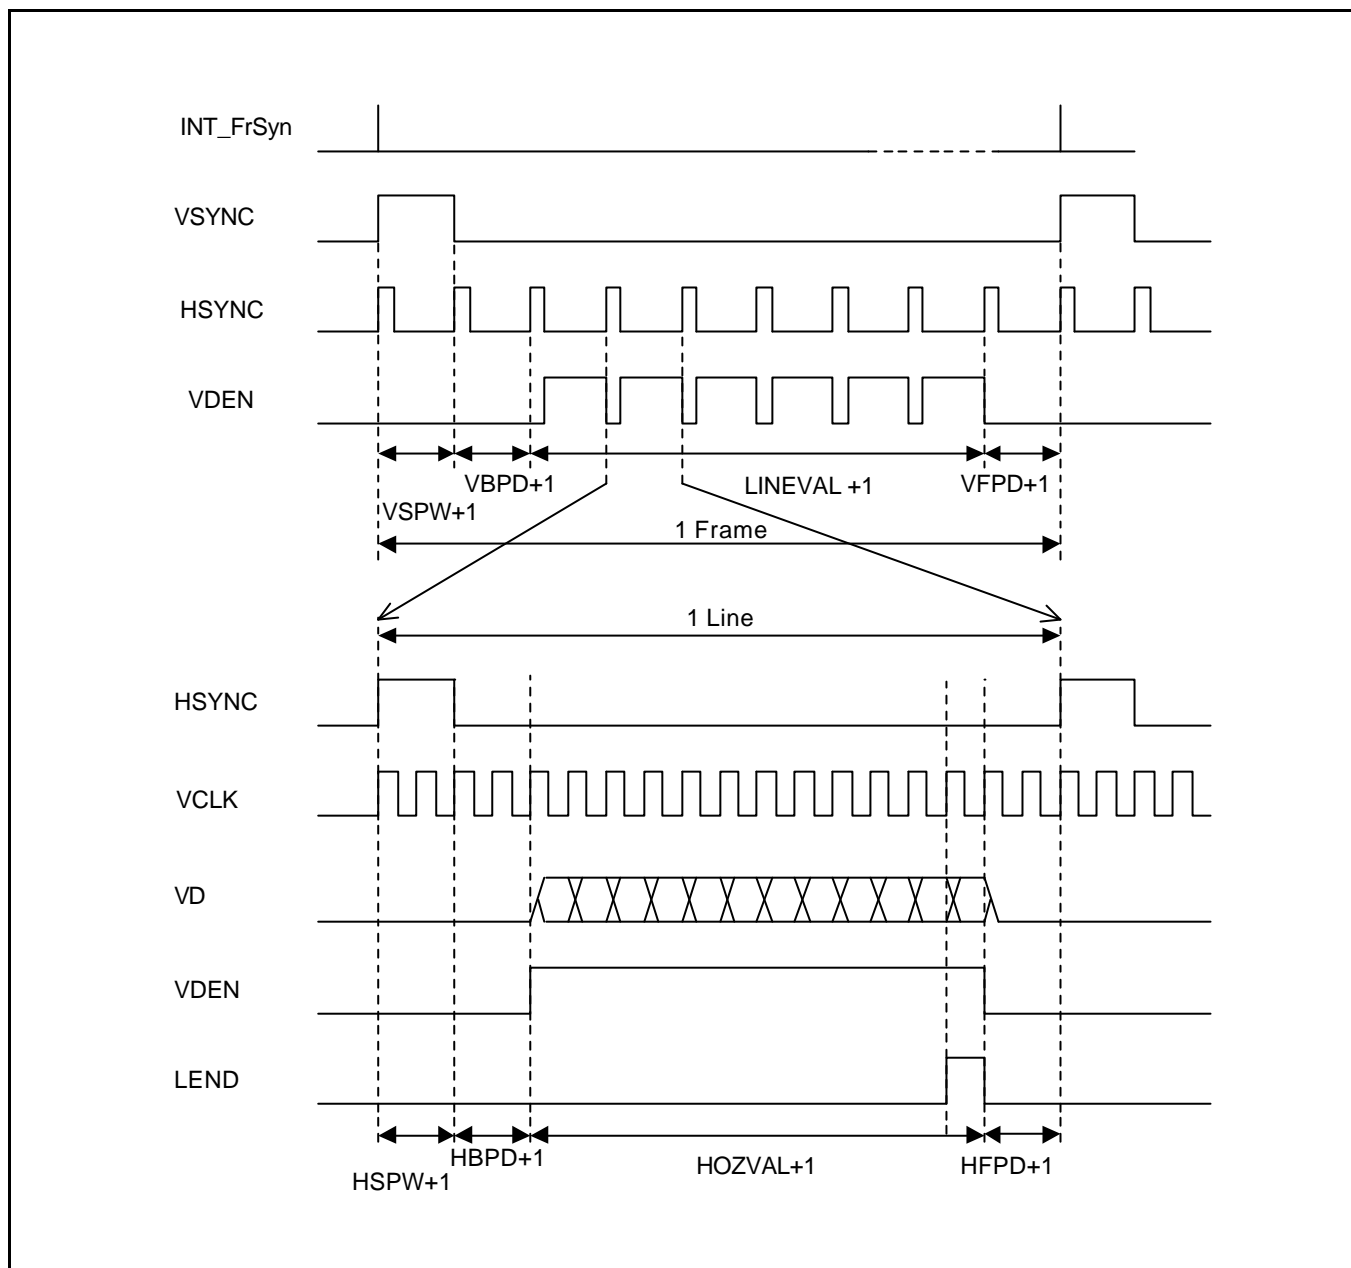 INT_FrSyn
VSYNC
HSYNC
VDEN
VBPD+1
LINEVAL +1
VFPD+1
VSPW+1
1 Frame
1 Line
HSYNC
VCLK
VD
VDEN
LEND
HBPD+1
HOZVAL+1
HFPD+1
HSPW+1